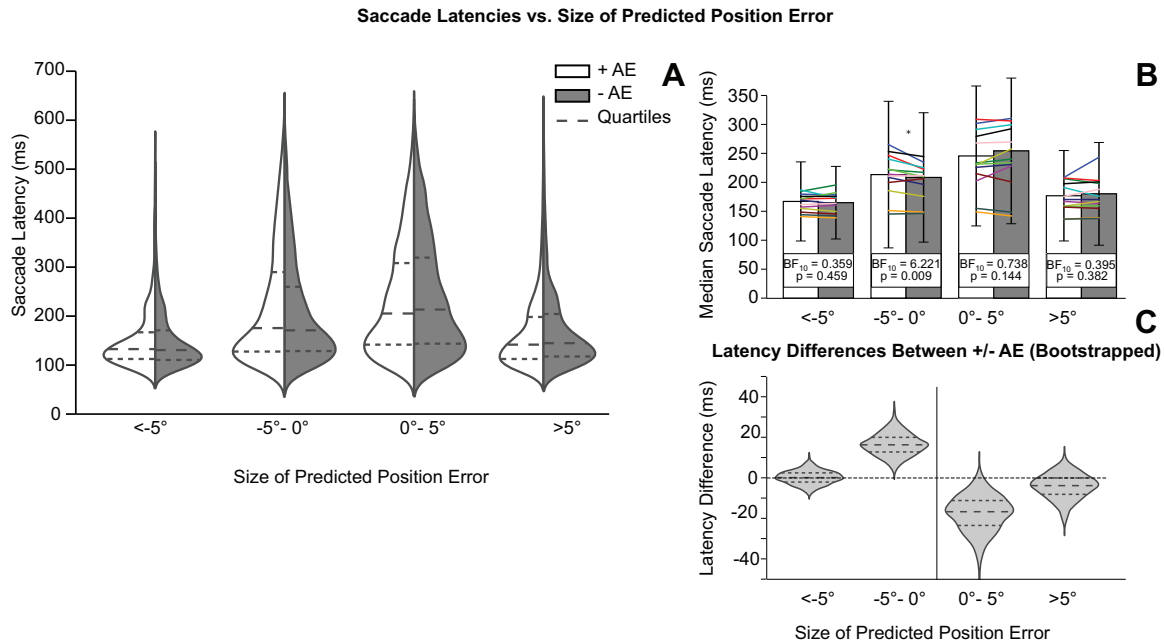 Saccade Latencies vs. Size of Predicted Position Error
A
+ AE
- AE
Quartiles
Saccade Latency (ms)
700
600
500
400
300
200
100
0
<-5°
-5°- 0°
0°- 5°
>5°
Size of Predicted Position Error
B
Median Saccade Latency (ms)
350
300
250
200
150
100
50
0
*
BF10 = 0.359
p = 0.459
BF10 = 6.221
p = 0.009
BF10 = 0.738
p = 0.144
BF10 = 0.395
p = 0.382
<-5°
-5°- 0°
0°- 5°
>5°
C
Latency Differences Between +/- AE (Bootstrapped)
Latency Difference (ms)
40
20
0
-20
-40
<-5°
-5°- 0°
0°- 5°
>5°
Size of Predicted Position Error